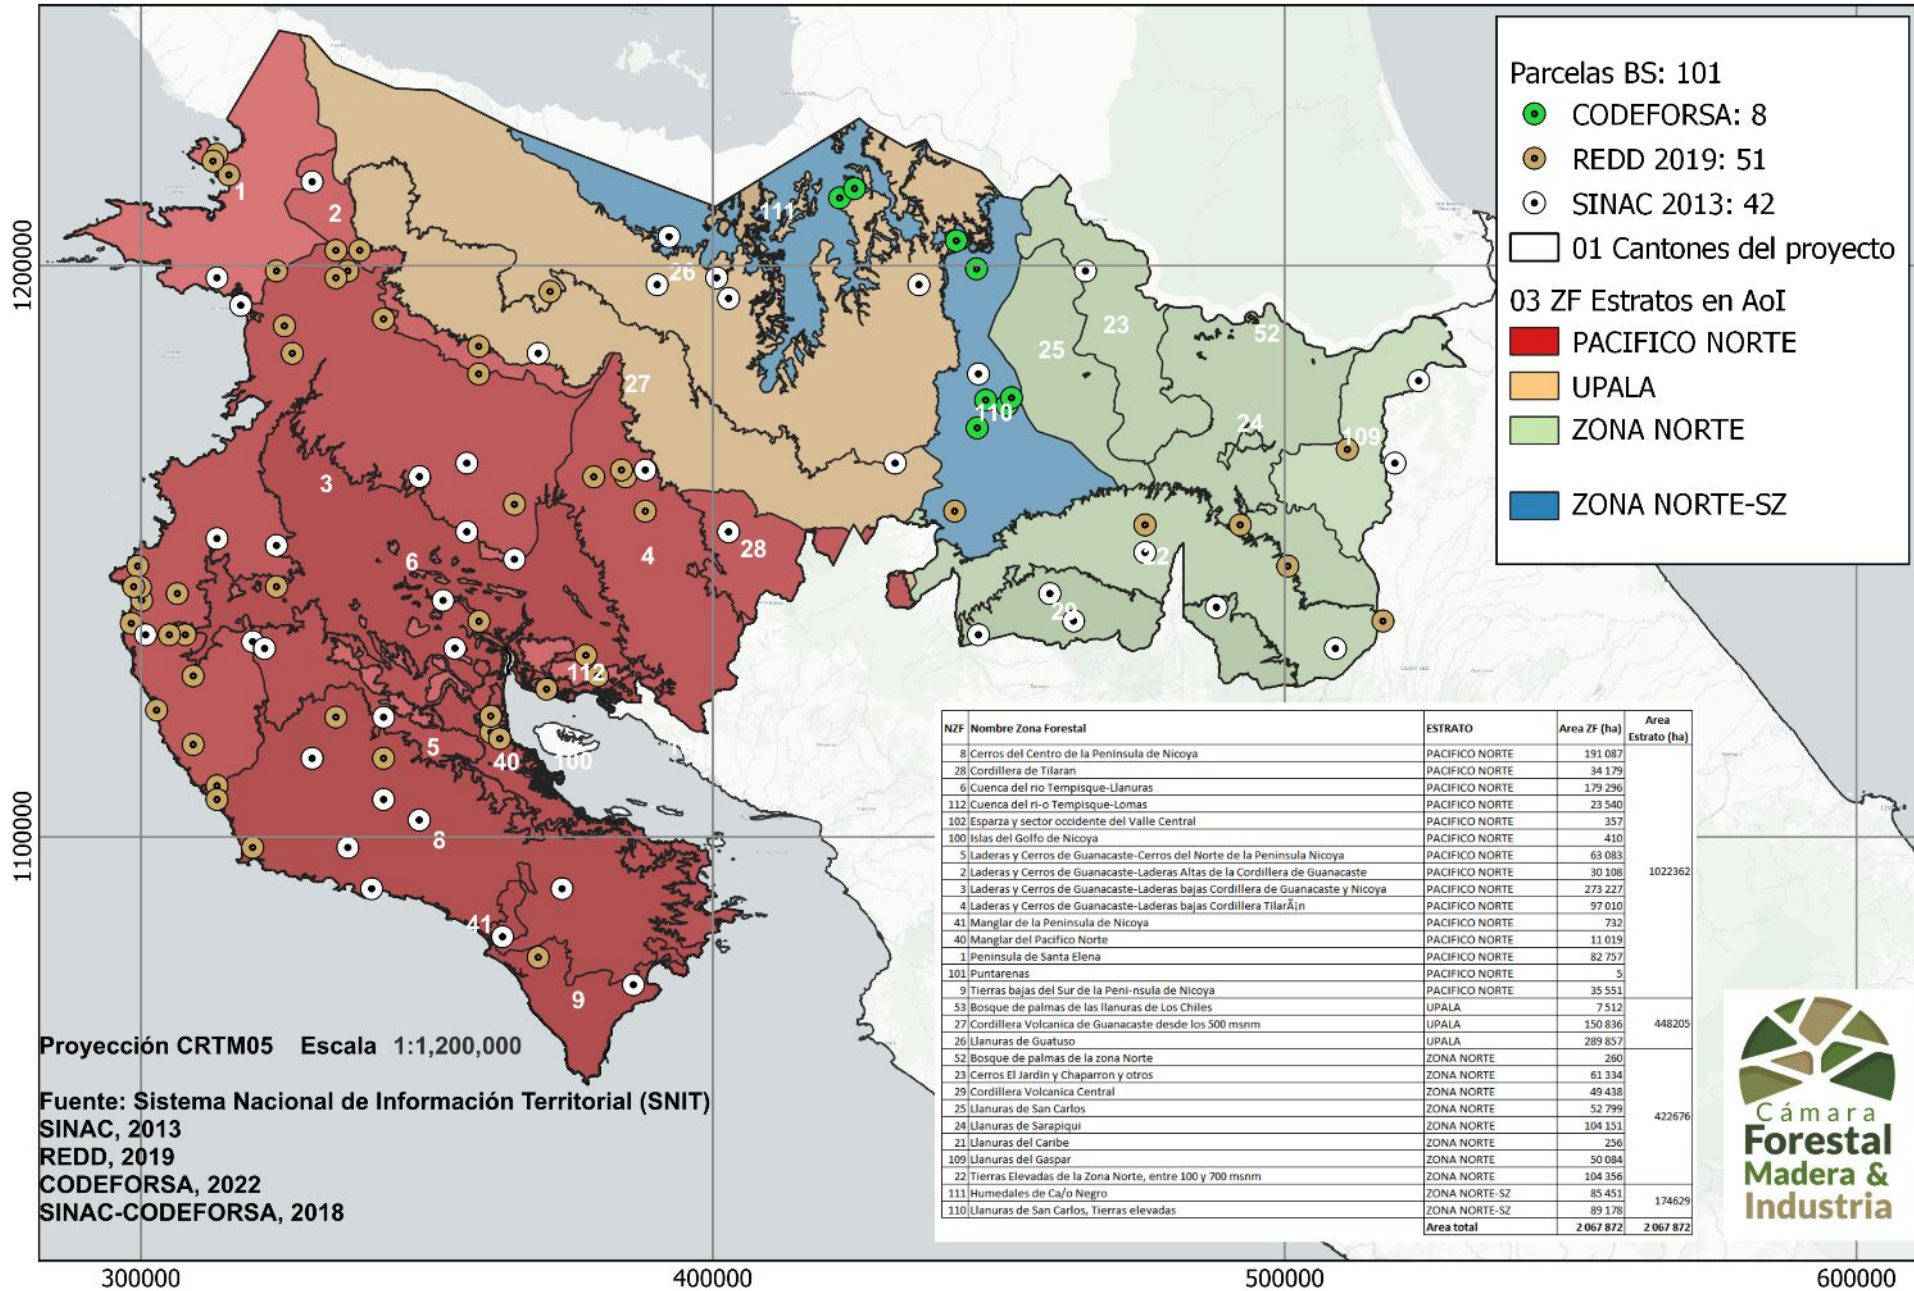 Parcelas BS: 101
CODEFORSA: 8
REDD 2019: 51
SINAC 2013: 42
01 Cantones del proyecto
03 ZF Estratos en AoI
PACIFICO NORTE
UPALA
ZONA NORTE
ZONA NORTE-SZ
1200000
1100000
300000
400000
500000
600000
1
2
111
26
27
25
23
52
24
109
110
3
6
4
28
22
29
112
5
40
100
101
102
8
41
9
NZF Nombre Zona Forestal ESTRATO Area ZF (ha) Area Estrato (ha)
8 Cerros del Centro de la Peninsula de Nicoya PACIFICO NORTE 191 087
28 Cordillera de Tilaran PACIFICO NORTE 34 179
6 Cuenca del rio Tempisque-Llanuras PACIFICO NORTE 179 296
112 Cuenca del ri-o Tempisque-Lomas PACIFICO NORTE 23 540
102 Esparza y sector occidente del Valle Central PACIFICO NORTE 357
100 Islas del Golfo de Nicoya PACIFICO NORTE 410
5 Laderas y Cerros de Guanacaste-Cerros del Norte de la Peninsula Nicoya PACIFICO NORTE 63 083
2 Laderas y Cerros de Guanacaste-Laderas Altas de la Cordillera de Guanacaste PACIFICO NORTE 30 108 1022362
3 Laderas y Cerros de Guanacaste-Laderas bajas Cordillera de Guanacaste y Nicoya PACIFICO NORTE 273 227
4 Laderas y Cerros de Guanacaste-Laderas bajas Cordillera TilarÃ¡n PACIFICO NORTE 97 010
41 Manglar de la Peninsula de Nicoya PACIFICO NORTE 732
40 Manglar del Pacifico Norte PACIFICO NORTE 11 019
1 Peninsula de Santa Elena PACIFICO NORTE 82 757
101 Puntarenas PACIFICO NORTE 5
9 Tierras bajas del Sur de la Peni-nsula de Nicoya PACIFICO NORTE 35 551
53 Bosque de palmas de las llanuras de Los Chiles UPALA 7 512
27 Cordillera Volcanica de Guanacaste desde los 500 msnm UPALA 150 836 448205
26 Llanuras de Guatuso UPALA 289 857
52 Bosque de palmas de la zona Norte ZONA NORTE 260
23 Cerros El Jardin y Chaparron y otros ZONA NORTE 61 334
29 Cordillera Volcanica Central ZONA NORTE 49 438
25 Llanuras de San Carlos ZONA NORTE 52 799 422676
24 Llanuras de Sarapiqui ZONA NORTE 104 151
21 Llanuras del Caribe ZONA NORTE 256
109 Llanuras del Gaspar ZONA NORTE 50 084
22 Tierras Elevadas de la Zona Norte, entre 100 y 700 msnm ZONA NORTE 104 356
111 Humedales de Ca/o Negro ZONA NORTE-SZ 85 451 174629
110 Llanuras de San Carlos, Tierras elevadas ZONA NORTE-SZ 89 178
Area total 2 067 872 2 067 872
Proyección CRTM05 Escala 1:1,200,000
Fuente: Sistema Nacional de Información Territorial (SNIT)
SINAC, 2013
REDD, 2019
CODEFORSA, 2022
SINAC-CODEFORSA, 2018
Cámara
Forestal
Madera &
Industria